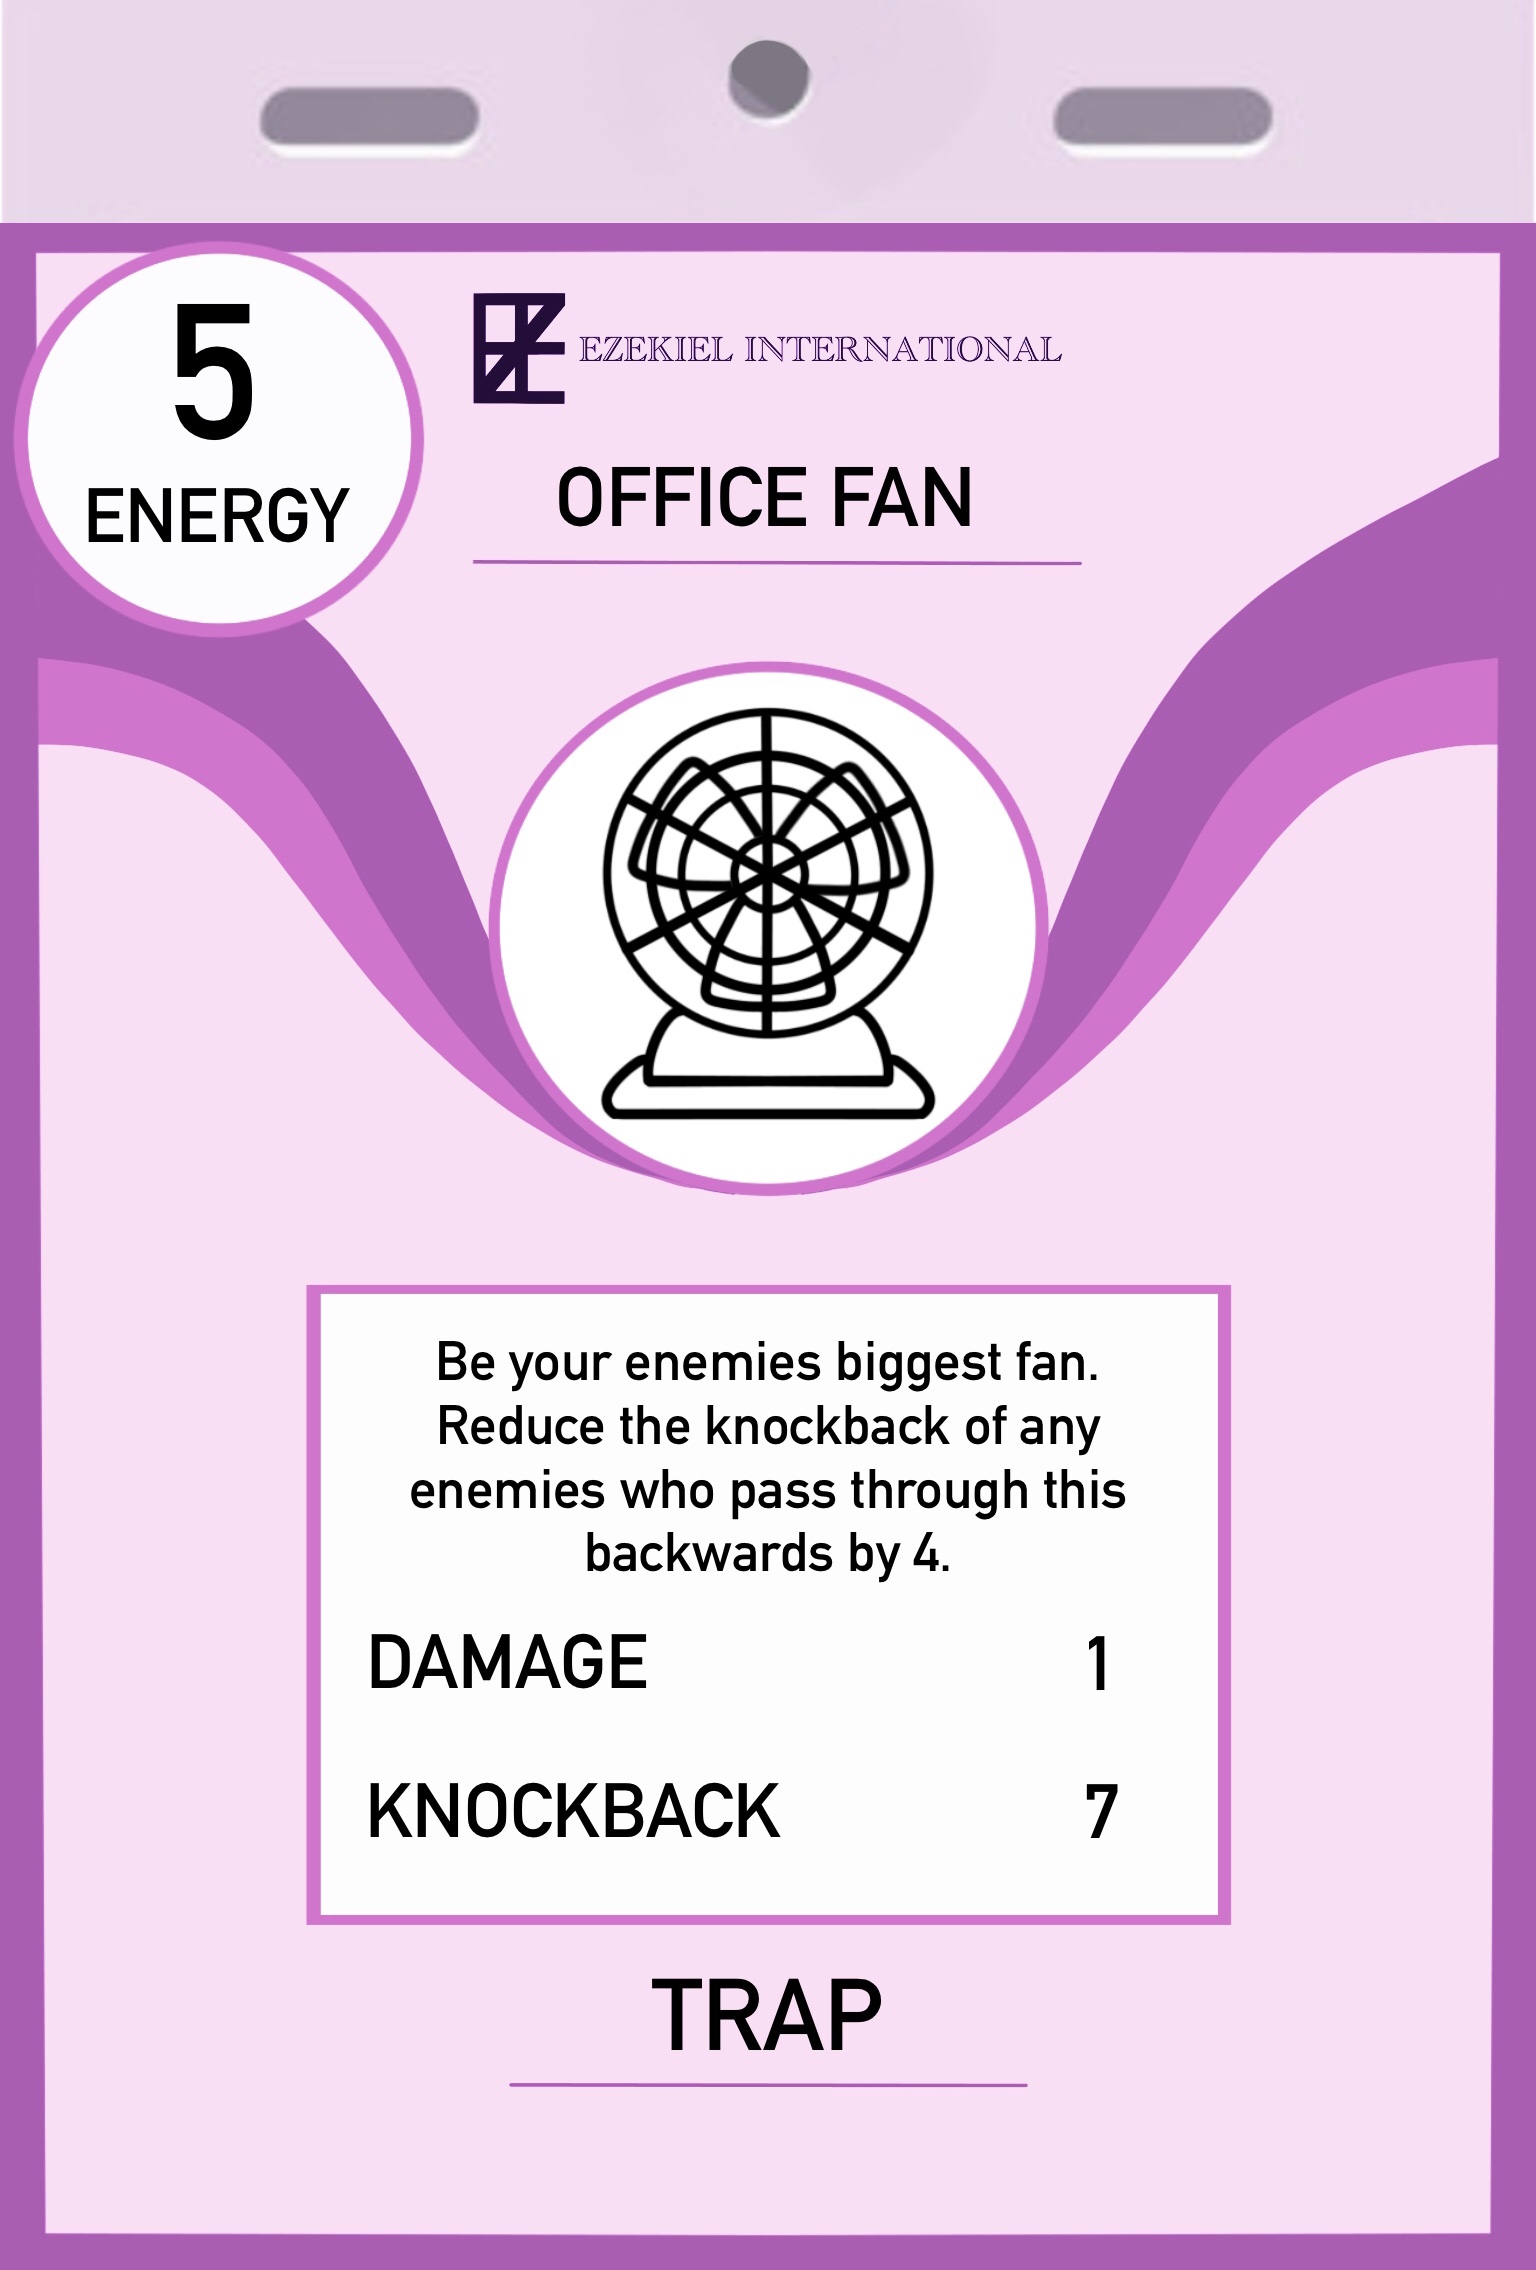 5
ENERGY
EZEKIEL INTERNATIONAL
OFFICE FAN
Be your enemies biggest fan.
Reduce the knockback of any
enemies who pass through this
backwards by 4.
DAMAGE 1
KNOCKBACK 7
TRAP